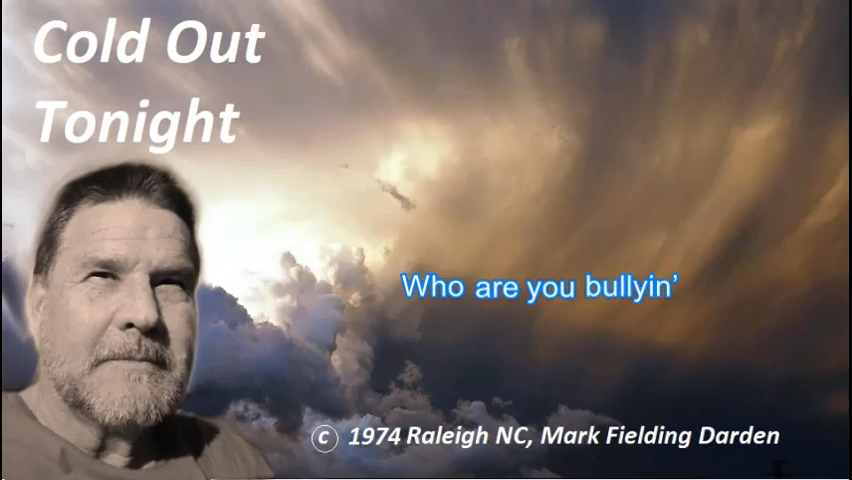 Cold Out
Tonight
Who are you bullyin’
© 1974 Raleigh NC, Mark Fielding Darden